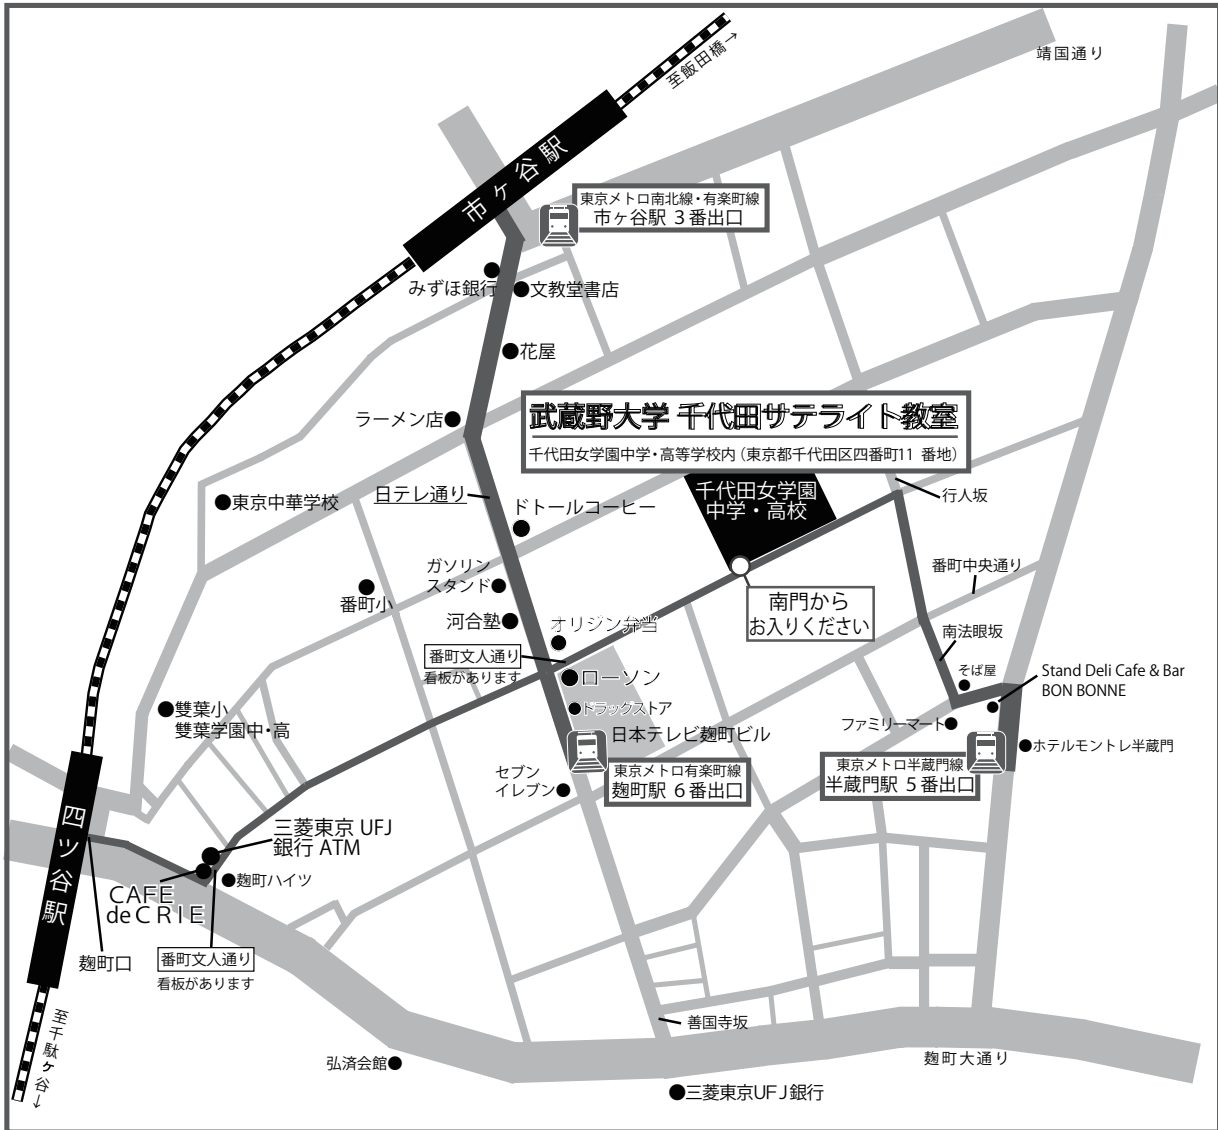 靖国通り
至飯田橋→
市ヶ谷駅
東京メトロ南北線・有楽町線
市ヶ谷駅 3番出口
みずほ銀行
文教堂書店
花屋
ラーメン店
武蔵野大学 千代田サテライト教室
千代田女学園中学・高等学校内（東京都千代田区四番町11 番地）
千代田女学園
中学・高校
行人坂
東京中華学校
日テレ通り
ドトールコーヒー
ガソリン
スタンド
番町小
河合塾
番町中央通り
南門から
お入りください
オリジン弁当
南法眼坂
番町文人通り
看板があります
ローソン
そば屋
Stand Deli Cafe & Bar
BON BONNE
ドラックストア
雙葉小
雙葉学園中・高
ファミリーマート
日本テレビ麹町ビル
ホテルモントレ半蔵門
東京メトロ半蔵門線
半蔵門駅 5番出口
セブン
イレブン
東京メトロ有楽町線
麹町駅 6番出口
四ツ谷駅
三菱東京 UFJ
銀行 ATM
麹町ハイツ
CAFE
de CRIE
麹町口
番町文人通り
看板があります
至千駄ヶ谷→
善国寺坂
弘済会館
麹町大通り
三菱東京UFJ銀行